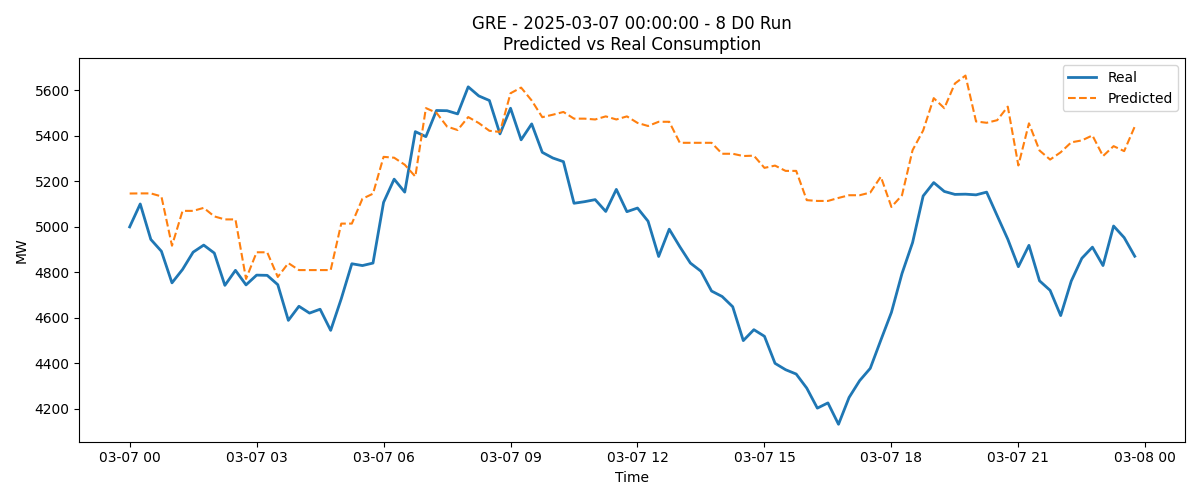 GRE - 2025-03-07 00:00:00 - 8 D0 Run
Predicted vs Real Consumption
Real
Predicted
MW
5600
5400
5200
5000
4800
4600
4400
4200
03-07 00
03-07 03
03-07 06
03-07 09
03-07 12
03-07 15
03-07 18
03-07 21
03-08 00
Time